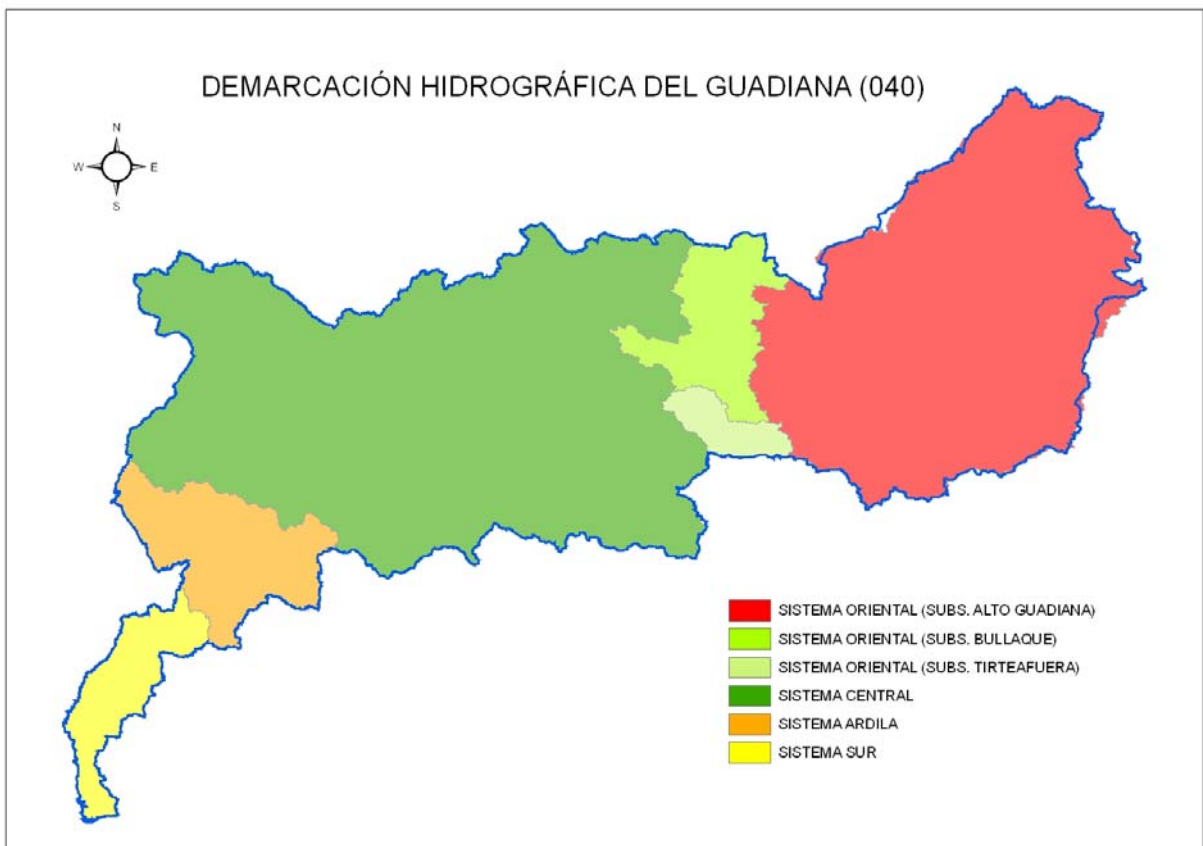 DEMARCACIÓN HIDROGRÁFICA DEL GUADIANA (040)
N
W E
S
SISTEMA ORIENTAL (SUBS. ALTO GUADIANA)
SISTEMA ORIENTAL (SUBS. BULLAQUE)
SISTEMA ORIENTAL (SUBS. TIRTEAFUERA)
SISTEMA CENTRAL
SISTEMA ARDILA
SISTEMA SUR